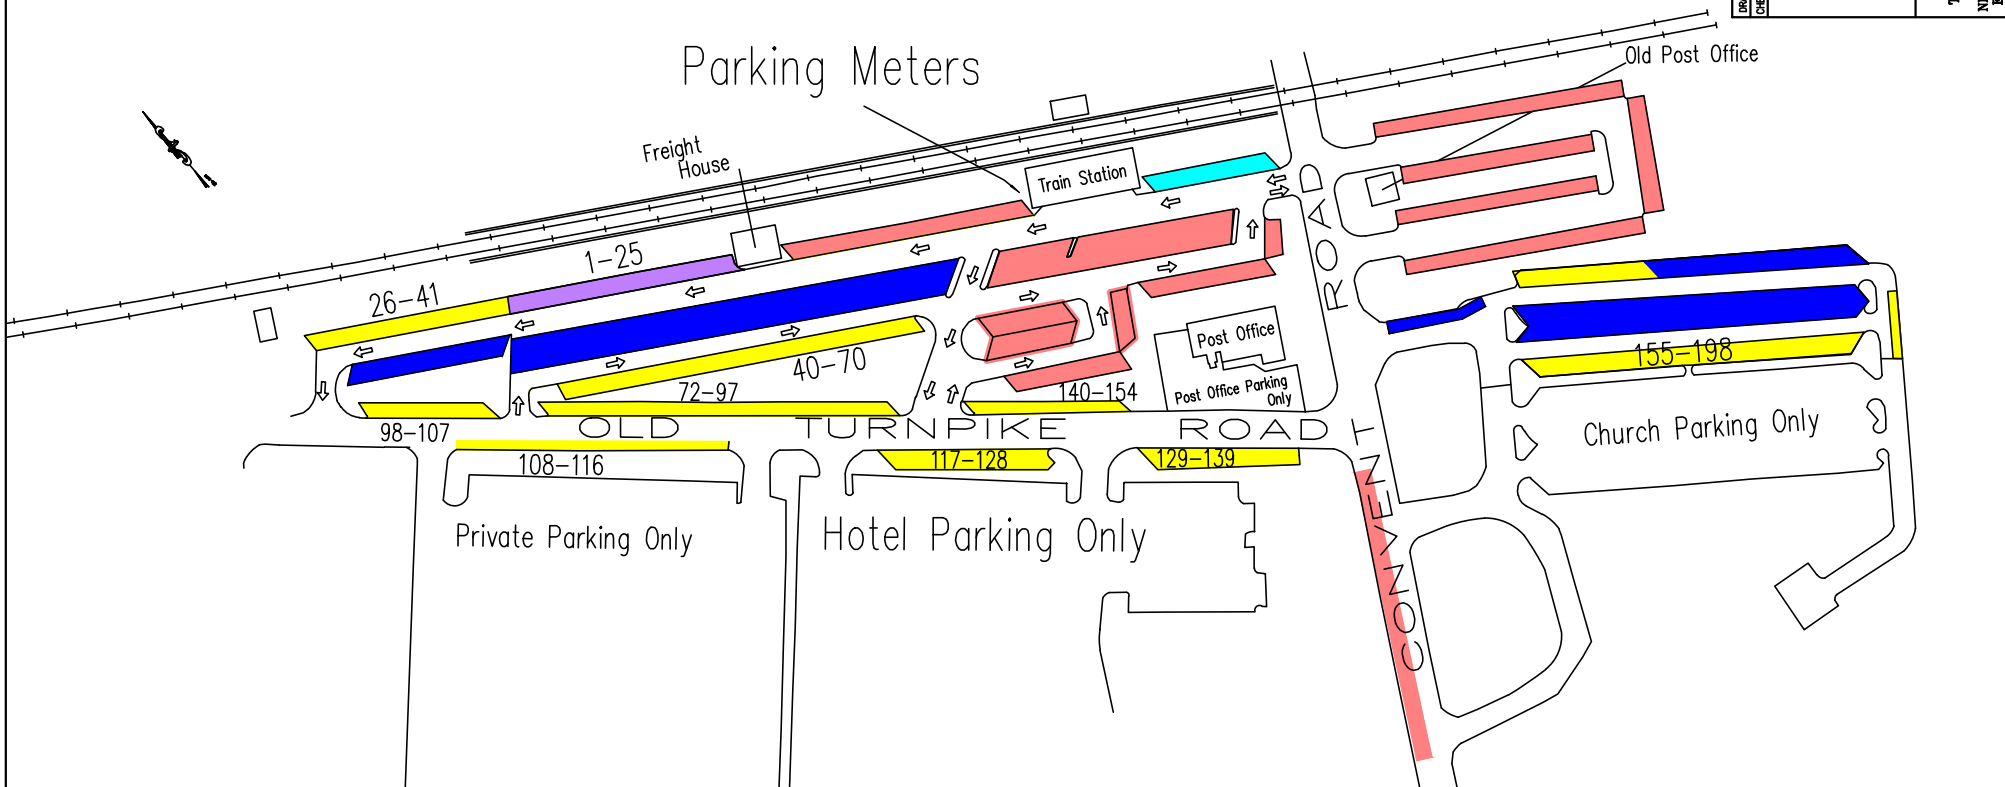 Parking Meters
Old Post Office
Freight
House
Train Station
1-25
26-41
Post Office
40-70
72-97
140-154
Post Office Parking
Only
155-198
98-107
OLD TURNPIKE ROAD
108-116
117-128
129-139
Church Parking Only
Private Parking Only
Hotel Parking Only
CONVENT ROAD